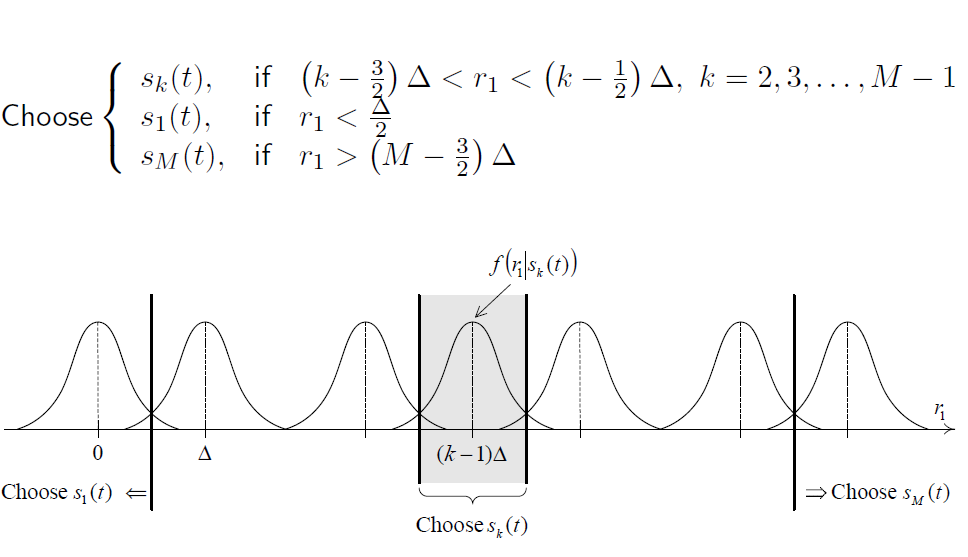 Choose { s_k(t), if (k − 3/2) Δ < r_1 < (k − 1/2) Δ, k = 2, 3, . . . , M − 1
s_1(t), if r_1 < Δ/2
s_M(t), if r_1 > (M − 3/2) Δ
f(r_1|s_k(t))
r_1
0 Δ (k−1)Δ
Choose s_1(t) ⇐ ⇒ Choose s_M(t)
Choose s_k(t)